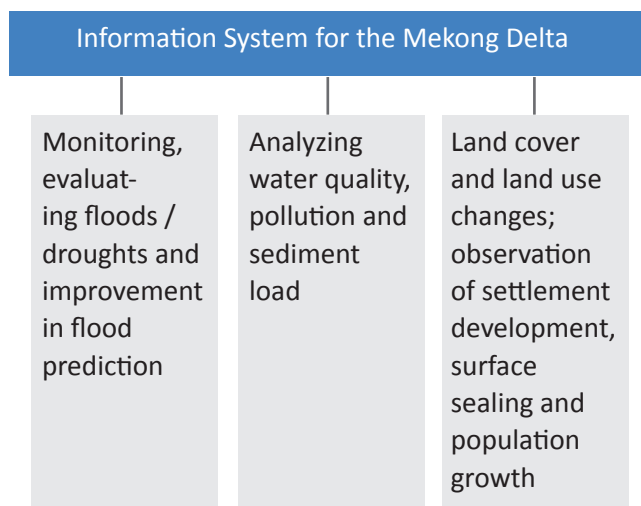 Information System for the Mekong Delta
Monitoring,
evaluat-
ing floods /
droughts and
improvement
in flood
prediction
Analyzing
water quality,
pollution and
sediment
load
Land cover
and land use
changes;
observation
of settlement
development,
surface
sealing and
population
growth